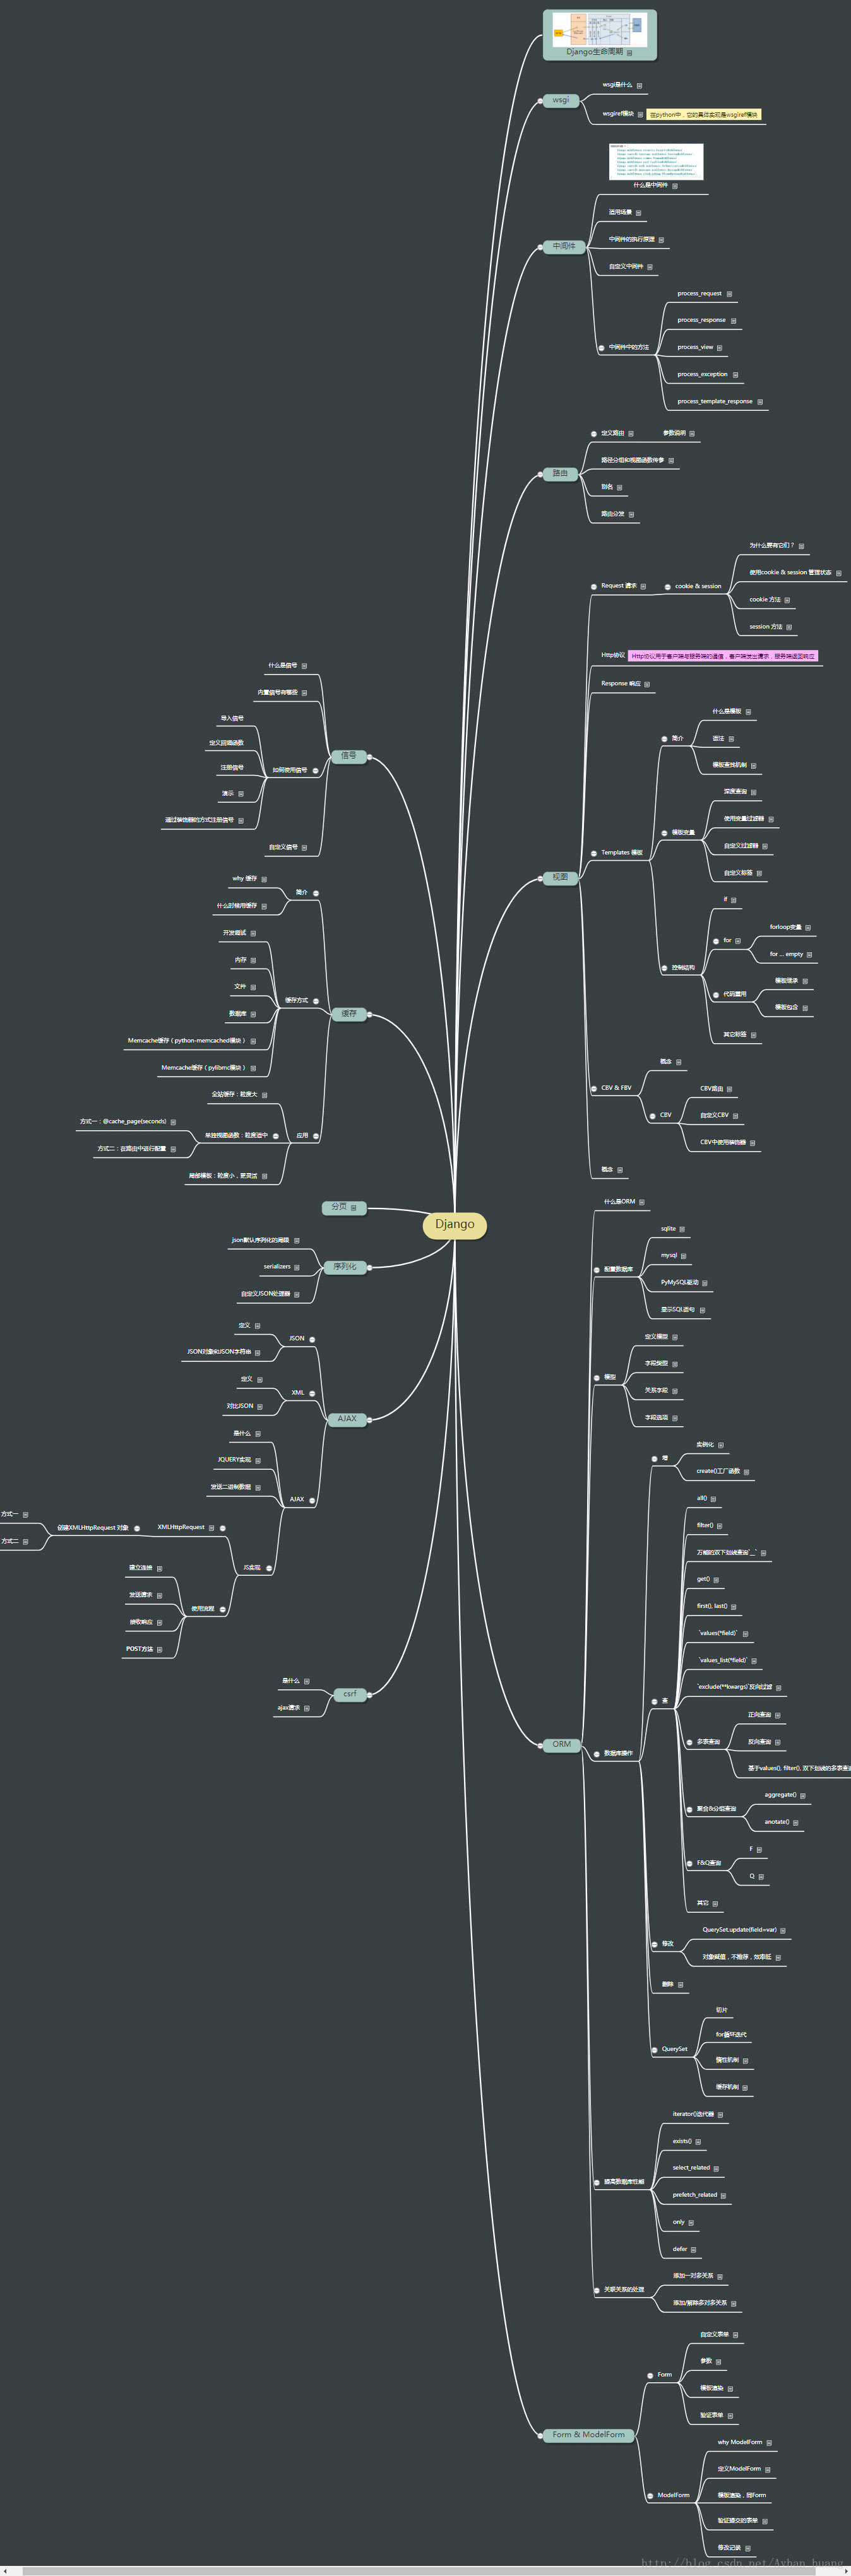 Django生命周期
wsgi
wsgi是什么
wsgiref模块
在python中，它的具体实现是wsgiref模块
中间件
什么是中间件
适用场景
中间件的执行原理
自定义中间件
中间件中的方法
process_request
process_response
process_view
process_exception
process_template_response
路由
定义路由
参数说明
路径分组和视图函数传参
别名
路由分发
视图
Request 请求
cookie & session
为什么要有它们？
使用cookie & session 管理状态
cookie 方法
session 方法
Http协议
Http协议用于客户端与服务端的通信，客户端发出请求，服务端返回响应
Response 响应
Templates 模板
简介
什么是模板
语法
模板查找机制
模板变量
深度查询
使用变量过滤器
自定义过滤器
自定义标签
控制结构
if
for
forloop变量
for ... empty
代码重用
模板继承
模板包含
其它标签
CBV & FBV
概念
CBV
CBV路由
自定义CBV
CBV中使用装饰器
概念
信号
什么是信号
内置信号有哪些
如何使用信号
导入信号
定义回调函数
注册信号
演示
通过装饰器的方式注册信号
自定义信号
缓存
简介
why 缓存
什么时候用缓存
缓存方式
开发调试
内存
文件
数据库
Memcache缓存（python-memcached模块）
Memcache缓存（pylibmc模块）
应用
全站缓存：粒度大
单独视图函数：粒度适中
方式一：@cache_page(seconds)
方式二：在路由中进行配置
局部模板：粒度小，更灵活
分页
Django
序列化
json默认序列化的局限
serializers
自定义JSON处理器
AJAX
JSON
定义
JSON对象和JSON字符串
XML
定义
对比JSON
AJAX
是什么
JQUERY实现
发送二进制数据
JS实现
XMLHttpRequest
创建XMLHttpRequest 对象
方式一
方式二
使用流程
建立连接
发送请求
接收响应
POST方法
csrf
是什么
ajax请求
ORM
什么是ORM
配置数据库
sqlite
mysql
PyMySQL驱动
显示SQL语句
模型
定义模型
字段类型
关系字段
字段选项
数据库操作
增
实例化
create()工厂函数
查
all()
filter()
万能的双下划线查询`__`
get()
first(), last()
`values(*field)`
`values_list(*field)`
`exclude(**kwargs)`反向过滤
多表查询
正向查询
反向查询
基于values(), filter(), 双下划线的多表查询
聚合&分组查询
aggregate()
anotate()
F&Q查询
F
Q
其它
修改
QuerySet.update(field=var)
对象赋值，不推荐，效率低
删除
QuerySet
切片
for循环迭代
惰性机制
缓存机制
提高数据库性能
iterator()迭代器
exists()
select_related
prefetch_related
only
defer
关联关系的处理
添加一对多关系
添加/解除多对多关系
Form & ModelForm
Form
自定义表单
参数
模板渲染
验证表单
ModelForm
why ModelForm
定义ModelForm
模板渲染，同Form
验证提交的表单
修改记录
http://blog.csdn.net/Ayhan_huang